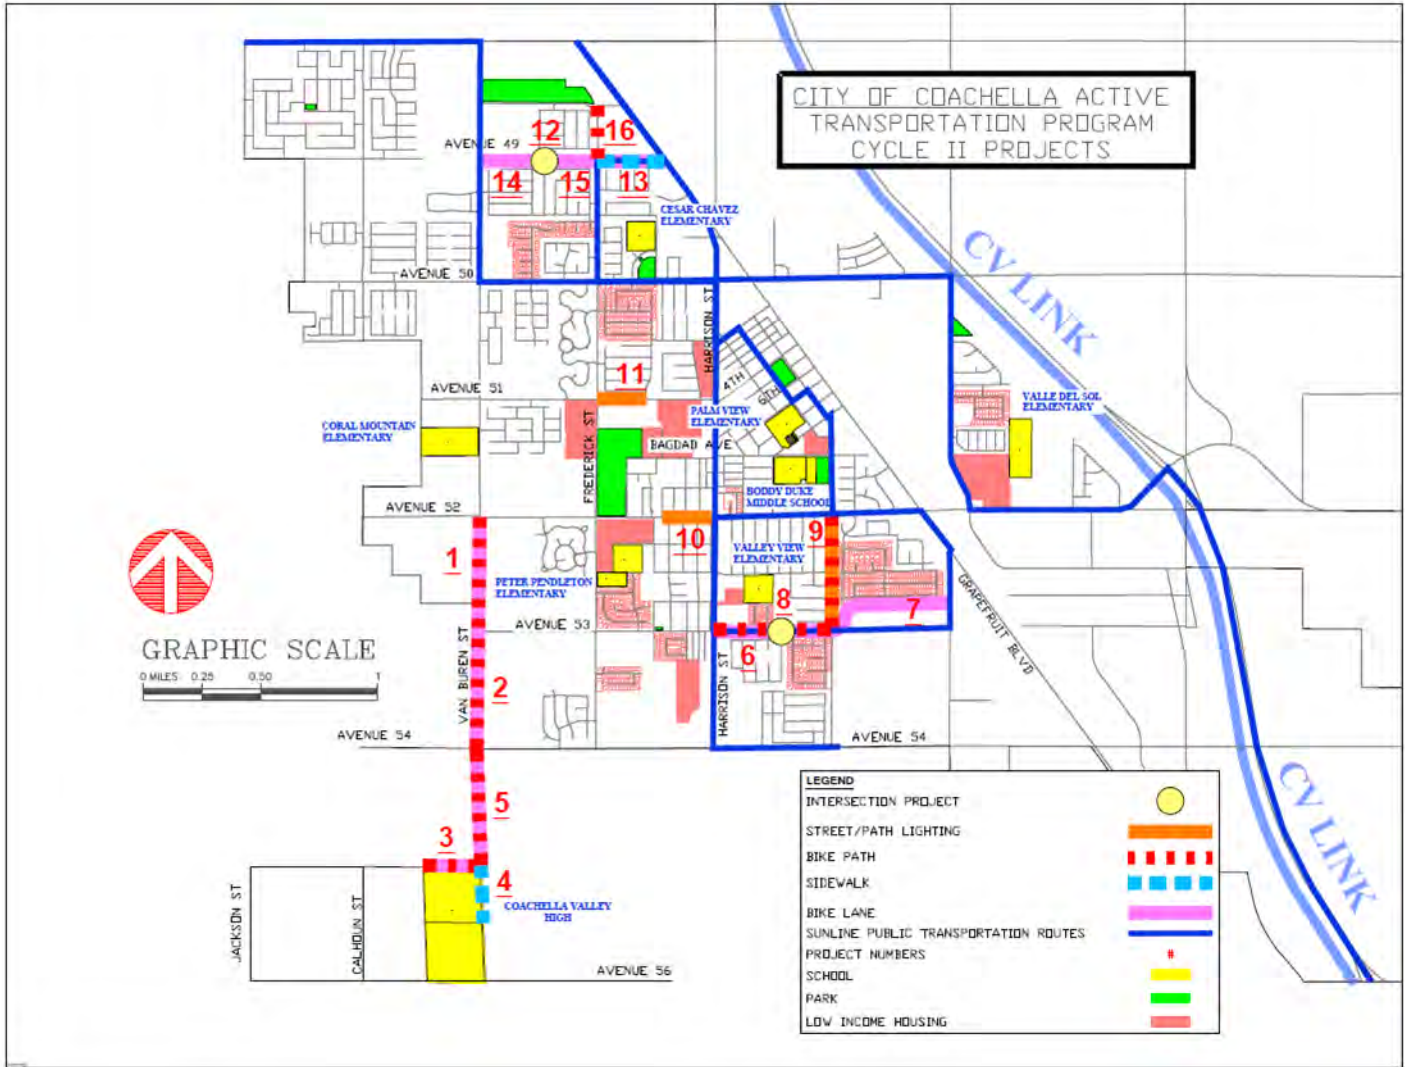 CITY OF COACHELLA ACTIVE
TRANSPORTATION PROGRAM
CYCLE II PROJECTS
12
16
AVENUE 49
14
15
13
CESAR CHAVEZ
ELEMENTARY
CV LINK
AVENUE 50
HARRISON ST
11
4TH
6TH
AVENUE 51
VALLE DEL SOL
ELEMENTARY
PALM VIEW
ELEMENTARY
CORAL MOUNTAIN
ELEMENTARY
FREDERICK ST
BAGDAD AVE
BODDY DUKE
MIDDLE SCHOOL
AVENUE 52
1
10
9
VALLEY VIEW
ELEMENTARY
PETER PENDLETON
ELEMENTARY
8
7
GRAPEFRUIT BLVD
AVENUE 53
6
GRAPHIC SCALE
0 MILES 0.25 0.50 1
VAN BUREN ST
2
HARRISON ST
AVENUE 54
AVENUE 54
CV LINK
5
3
4
COACHELLA VALLEY
HIGH
JACKSON ST
CALHOUN ST
AVENUE 56
LEGEND
INTERSECTION PROJECT
STREET/PATH LIGHTING
BIKE PATH
SIDEWALK
BIKE LANE
SUNLINE PUBLIC TRANSPORTATION ROUTES
PROJECT NUMBERS #
SCHOOL
PARK
LOW INCOME HOUSING